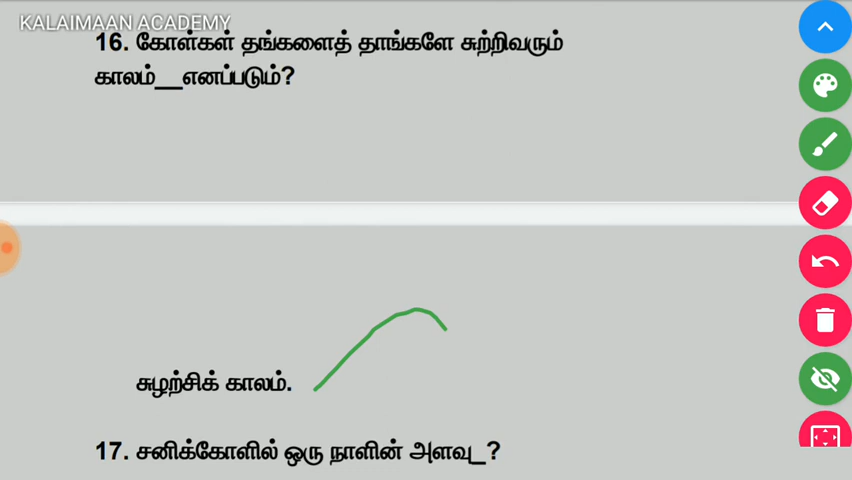 KALAIMAAN ACADEMY
16. கோள்கள் தங்களைத் தாங்களே சுற்றிவரும்
காலம்__எனப்படும்?
சுழற்சிக் காலம்.
17. சனிக்கோளில் ஒரு நாளின் அளவு_?